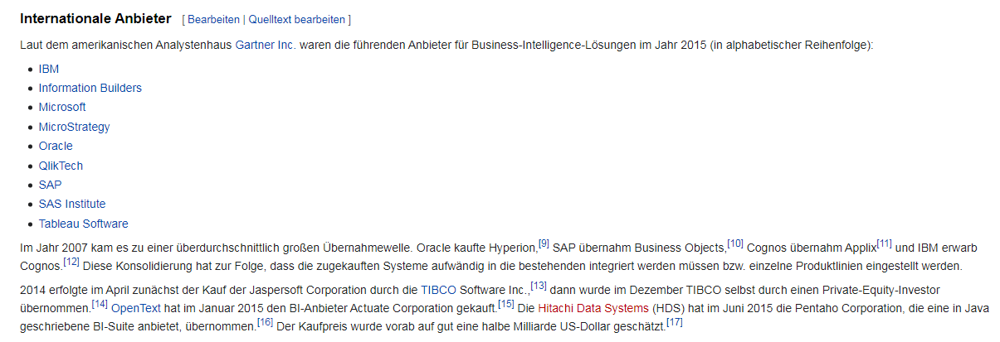 Internationale Anbieter [ Bearbeiten | Quelltext bearbeiten ]
Laut dem amerikanischen Analystenhaus Gartner Inc. waren die führenden Anbieter für Business-Intelligence-Lösungen im Jahr 2015 (in alphabetischer Reihenfolge):
• IBM
• Information Builders
• Microsoft
• MicroStrategy
• Oracle
• QlikTech
• SAP
• SAS Institute
• Tableau Software
Im Jahr 2007 kam es zu einer überdurchschnittlich großen Übernahmewelle. Oracle kaufte Hyperion,[9] SAP übernahm Business Objects,[10] Cognos übernahm Applix[11] und IBM erwarb
Cognos.[12] Diese Konsolidierung hat zur Folge, dass die zugekauften Systeme aufwändig in die bestehenden integriert werden müssen bzw. einzelne Produktlinien eingestellt werden.
2014 erfolgte im April zunächst der Kauf der Jaspersoft Corporation durch die TIBCO Software Inc.,[13] dann wurde im Dezember TIBCO selbst durch einen Private-Equity-Investor
übernommen.[14] OpenText hat im Januar 2015 den BI-Anbieter Actuate Corporation gekauft.[15] Die Hitachi Data Systems (HDS) hat im Juni 2015 die Pentaho Corporation, die eine in Java
geschriebene BI-Suite anbietet, übernommen.[16] Der Kaufpreis wurde vorab auf gut eine halbe Milliarde US-Dollar geschätzt.[17]